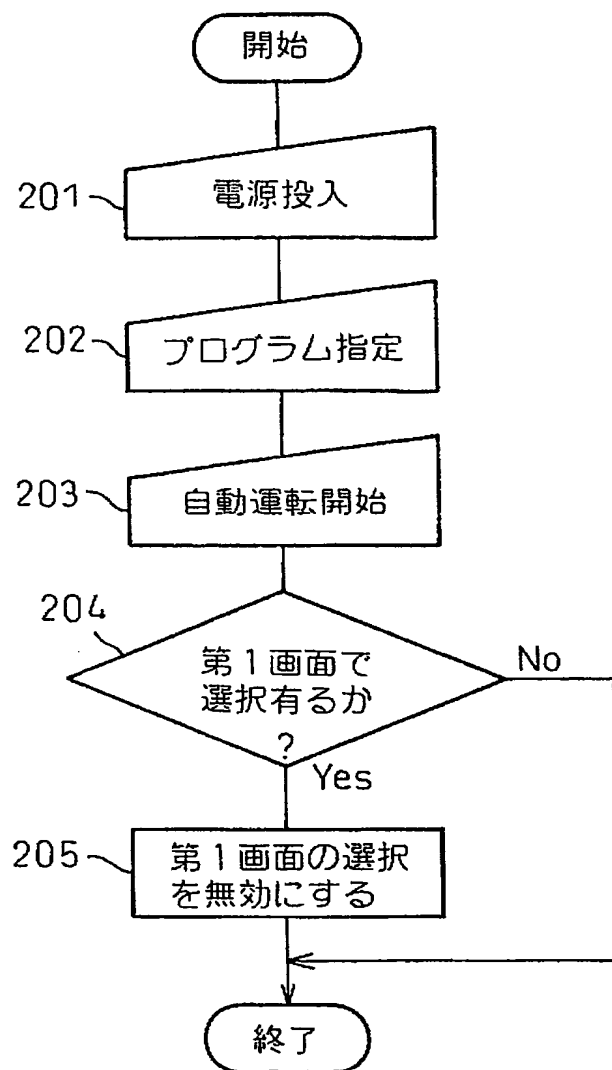 開始
201
電源投入
202
プログラム指定
203
自動運転開始
204
第1画面で
選択有るか
?
No
Yes
205
第1画面の選択
を無効にする
終了